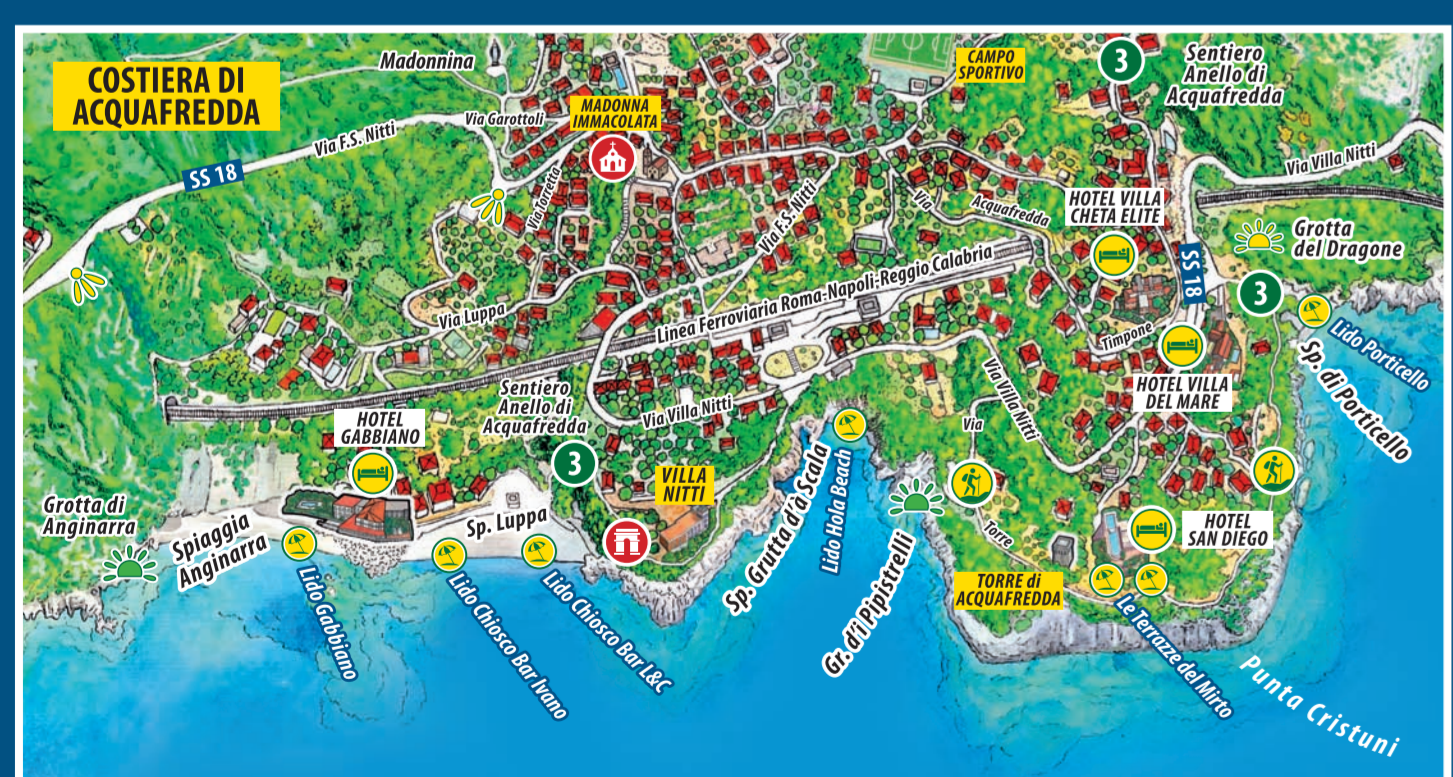 COSTIERA DI
ACQUAFREDDA
Madonnina
Via Garottoli
MADONNA
IMMACOLATA
CAMPO
SPORTIVO
3
Sentiero
Anello di
Acquafredda
Via F.S. Nitti
SS 18
Via Torretta
Via Villa Nitti
Via F.S. Nitti
Via
Acquafredda
HOTEL VILLA
CHETA ELITE
Grotta
del Dragone
SS 18
3
Linea Ferroviaria Roma-Napoli-Reggio Calabria
Via Luppa
Timpone
Lido Porticello
Sp. di Porticello
HOTEL VILLA
DEL MARE
Via Villa Nitti
Sentiero
Anello di
Acquafredda
3
Via Villa Nitti
HOTEL
GABBIANO
Via
Torre
VILLA
NITTI
Grotta di
Anginarra
Spiaggia
Anginarra
Sp. Luppa
Sp. Grutta d'à Scala
Lido Hola Beach
Gr. d'i Pipistrelli
HOTEL
SAN DIEGO
TORRE di
ACQUAFREDDA
Lido Gabbiano
Lido Chiosco Bar Ivano
Lido Chiosco Bar L&C
Le Terrazze del Mirto
Punta Cristuni